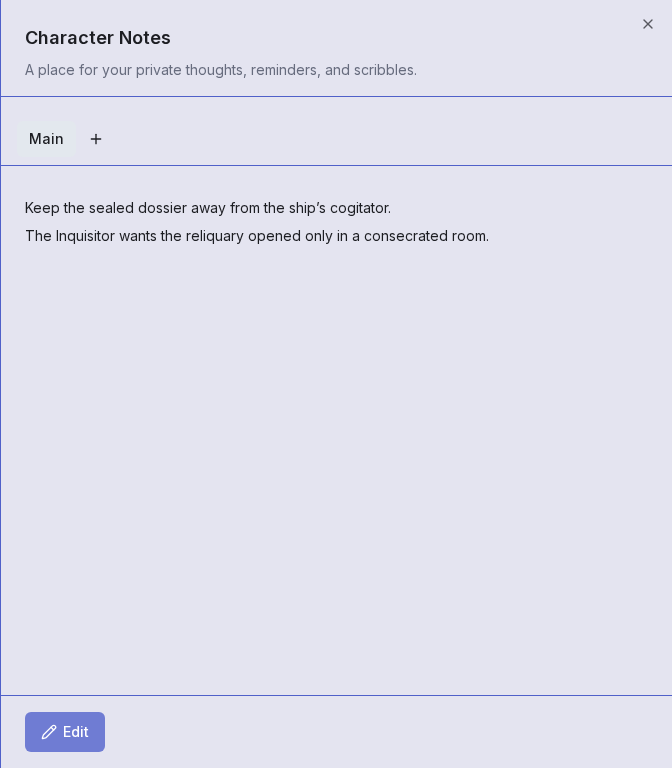 Character Notes
A place for your private thoughts, reminders, and scribbles.
Main
Keep the sealed dossier away from the ship’s cogitator.
The Inquisitor wants the reliquary opened only in a consecrated room.
Edit